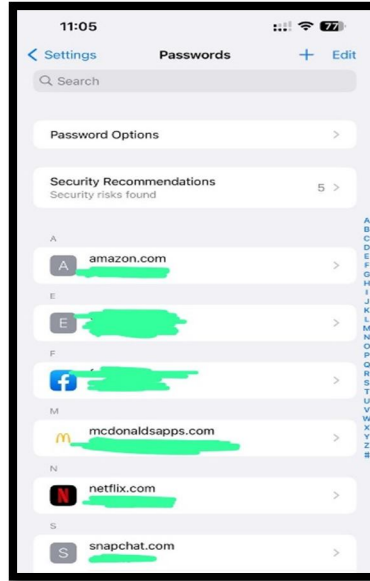 11:05
77
Settings
Passwords
+ Edit
Search
Password Options
Security Recommendations
5
Security risks found
A
A
amazon.com
E
E
F
f
M
mcdonaldsapps.com
N
N
netflix.com
S
S
snapchat.com
A
B
C
D
E
F
G
H
I
J
K
L
M
N
O
P
Q
R
S
T
U
V
W
X
Y
Z
#